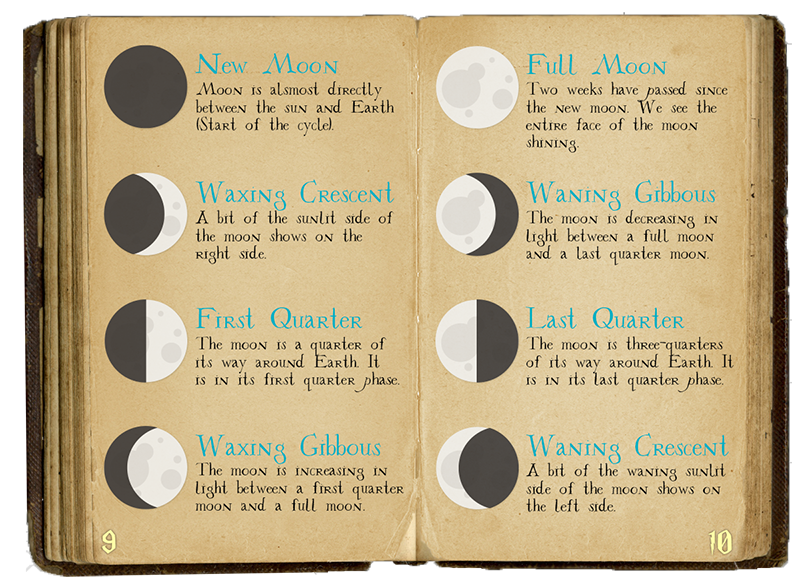 New Moon
Moon is alsmost directly
between the sun and Earth
(Start of the cycle).
Waxing Crescent
A bit of the sunlit side of
the moon shows on the
right side.
First Quarter
The moon is a quarter of
its way around Earth. It
is in its first quarter phase.
Waxing Gibbous
The moon is increasing in
light between a first quarter
moon and a full moon.
9
Full Moon
Two weeks have passed since
the new moon. We see the
entire face of the moon
shining.
Waning Gibbous
The moon is decreasing in
light between a full moon
and a last quarter moon.
Last Quarter
The moon is three-quarters
of its way around Earth. It
is in its last quarter phase.
Waning Crescent
A bit of the waning sunlit
side of the moon shows on
the left side.
10